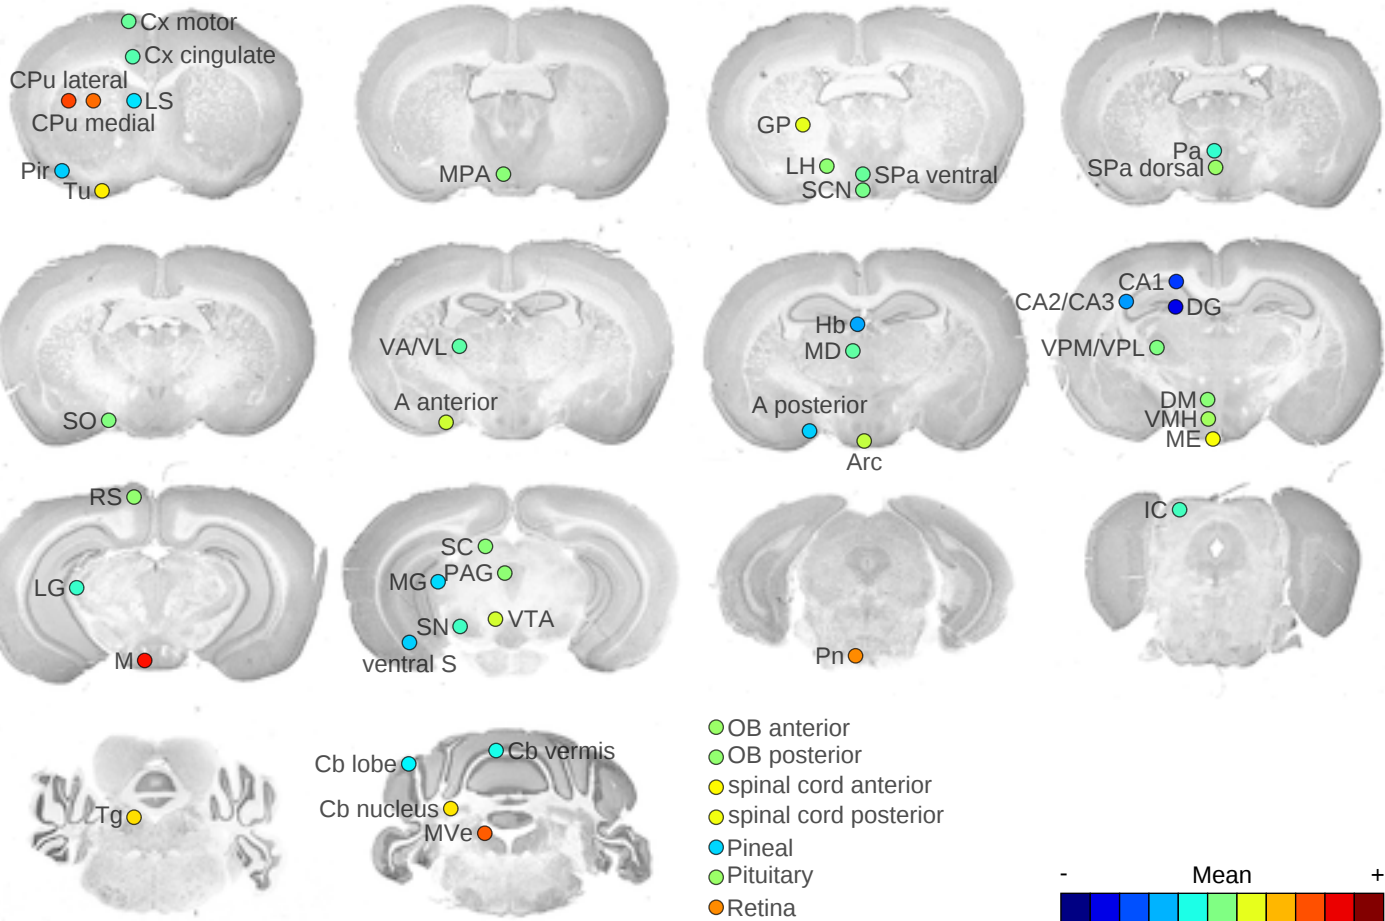 Cx motor
Cx cingulate
CPu lateral
LS
CPu medial
Pir
Tu
MPA
GP
LH
SPa ventral
SCN
Pa
SPa dorsal
SO
VA/VL
A anterior
Hb
MD
A posterior
Arc
CA1
CA2/CA3
DG
VPM/VPL
DM
VMH
ME
RS
LG
M
SC
MG
PAG
SN
VTA
ventral S
Pn
IC
Tg
Cb lobe
Cb vermis
Cb nucleus
MVe
OB anterior
OB posterior
spinal cord anterior
spinal cord posterior
Pineal
Pituitary
Retina
- Mean +